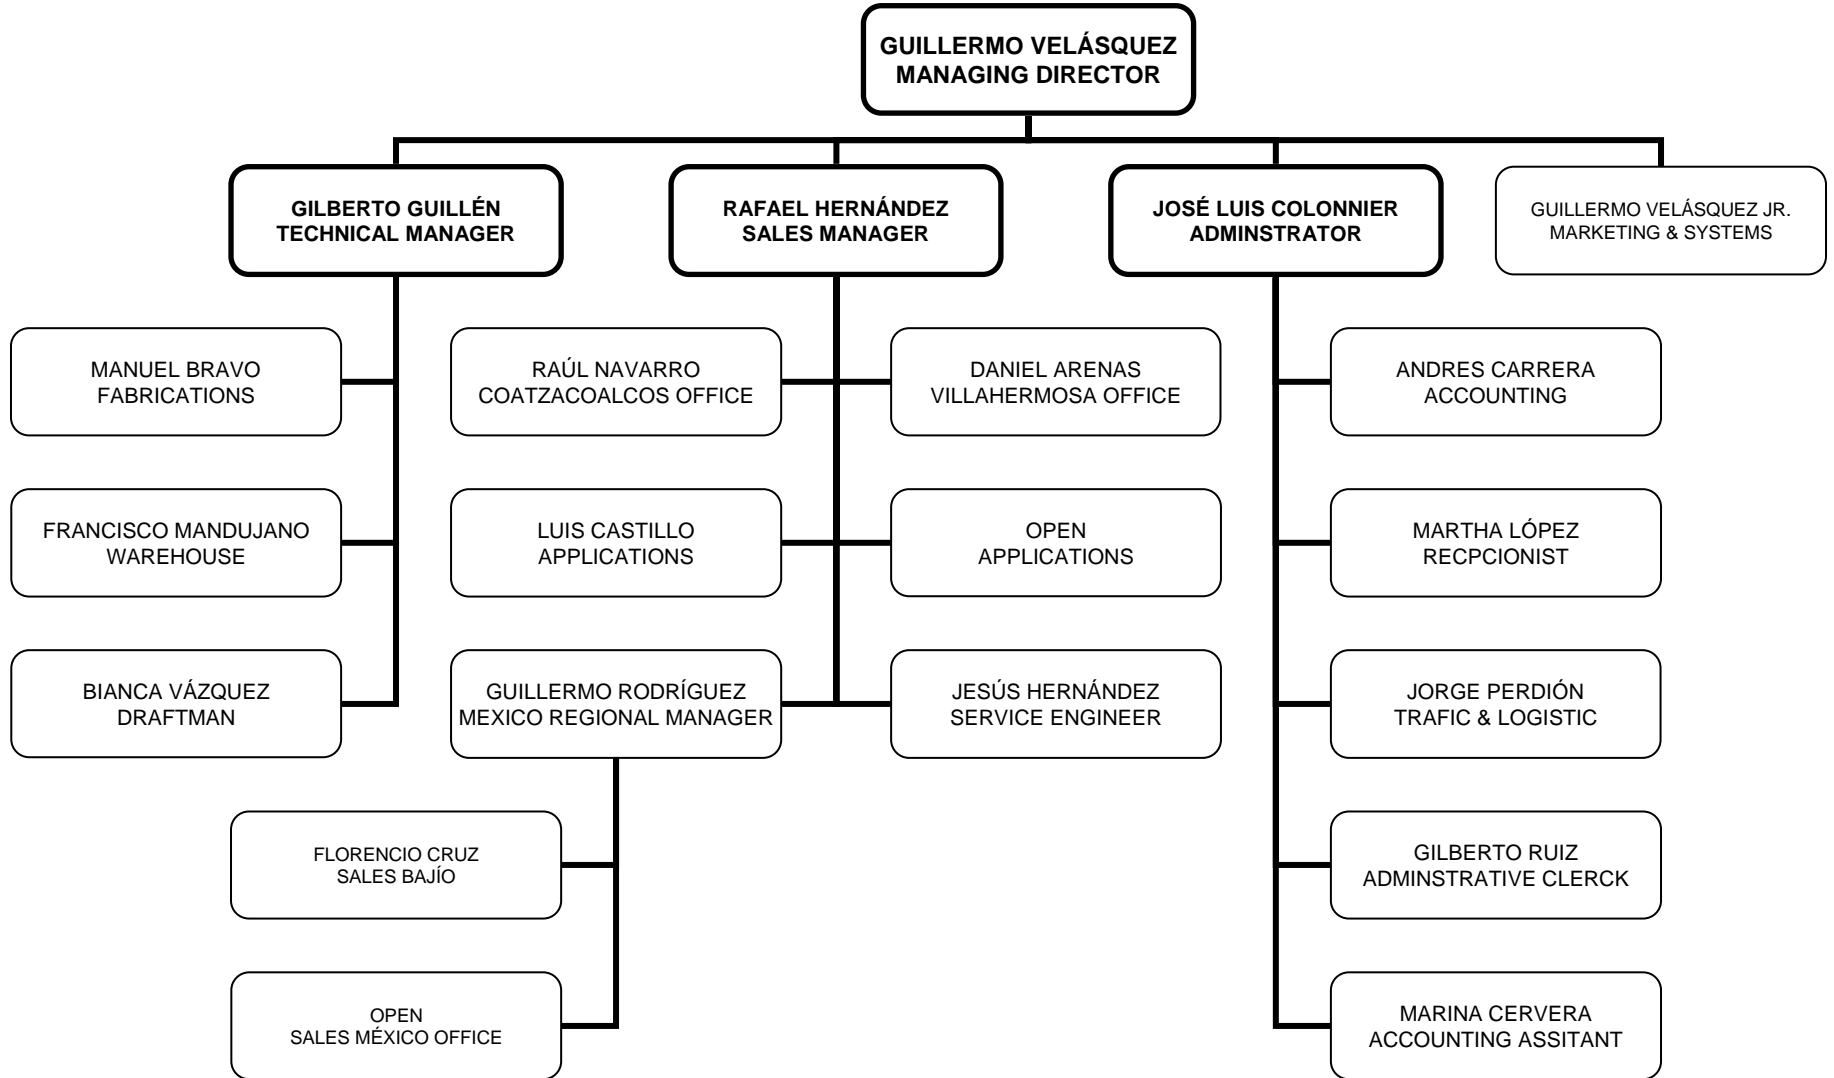 GUILLERMO VELÁSQUEZ
MANAGING DIRECTOR
GILBERTO GUILLÉN
TECHNICAL MANAGER
RAFAEL HERNÁNDEZ
SALES MANAGER
JOSÉ LUIS COLONNIER
ADMINSTRATOR
GUILLERMO VELÁSQUEZ JR.
MARKETING & SYSTEMS
MANUEL BRAVO
FABRICATIONS
RAÚL NAVARRO
COATZACOALCOS OFFICE
DANIEL ARENAS
VILLAHERMOSA OFFICE
ANDRES CARRERA
ACCOUNTING
FRANCISCO MANDUJANO
WAREHOUSE
LUIS CASTILLO
APPLICATIONS
OPEN
APPLICATIONS
MARTHA LÓPEZ
RECPCIONIST
BIANCA VÁZQUEZ
DRAFTMAN
GUILLERMO RODRÍGUEZ
MEXICO REGIONAL MANAGER
JESÚS HERNÁNDEZ
SERVICE ENGINEER
JORGE PERDIÓN
TRAFIC & LOGISTIC
FLORENCIO CRUZ
SALES BAJÍO
GILBERTO RUIZ
ADMINSTRATIVE CLERCK
OPEN
SALES MÉXICO OFFICE
MARINA CERVERA
ACCOUNTING ASSITANT